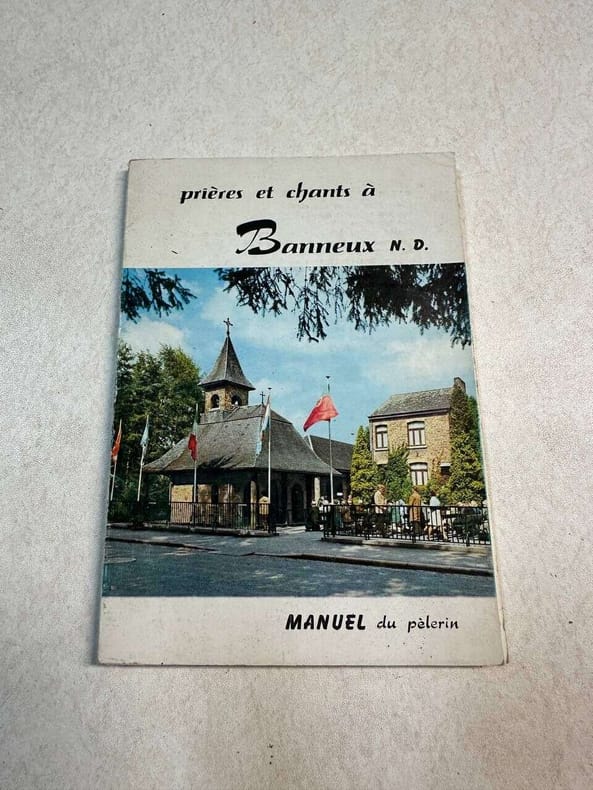 prières et chants à
Banneux N. D.
MANUEL du pèlerin